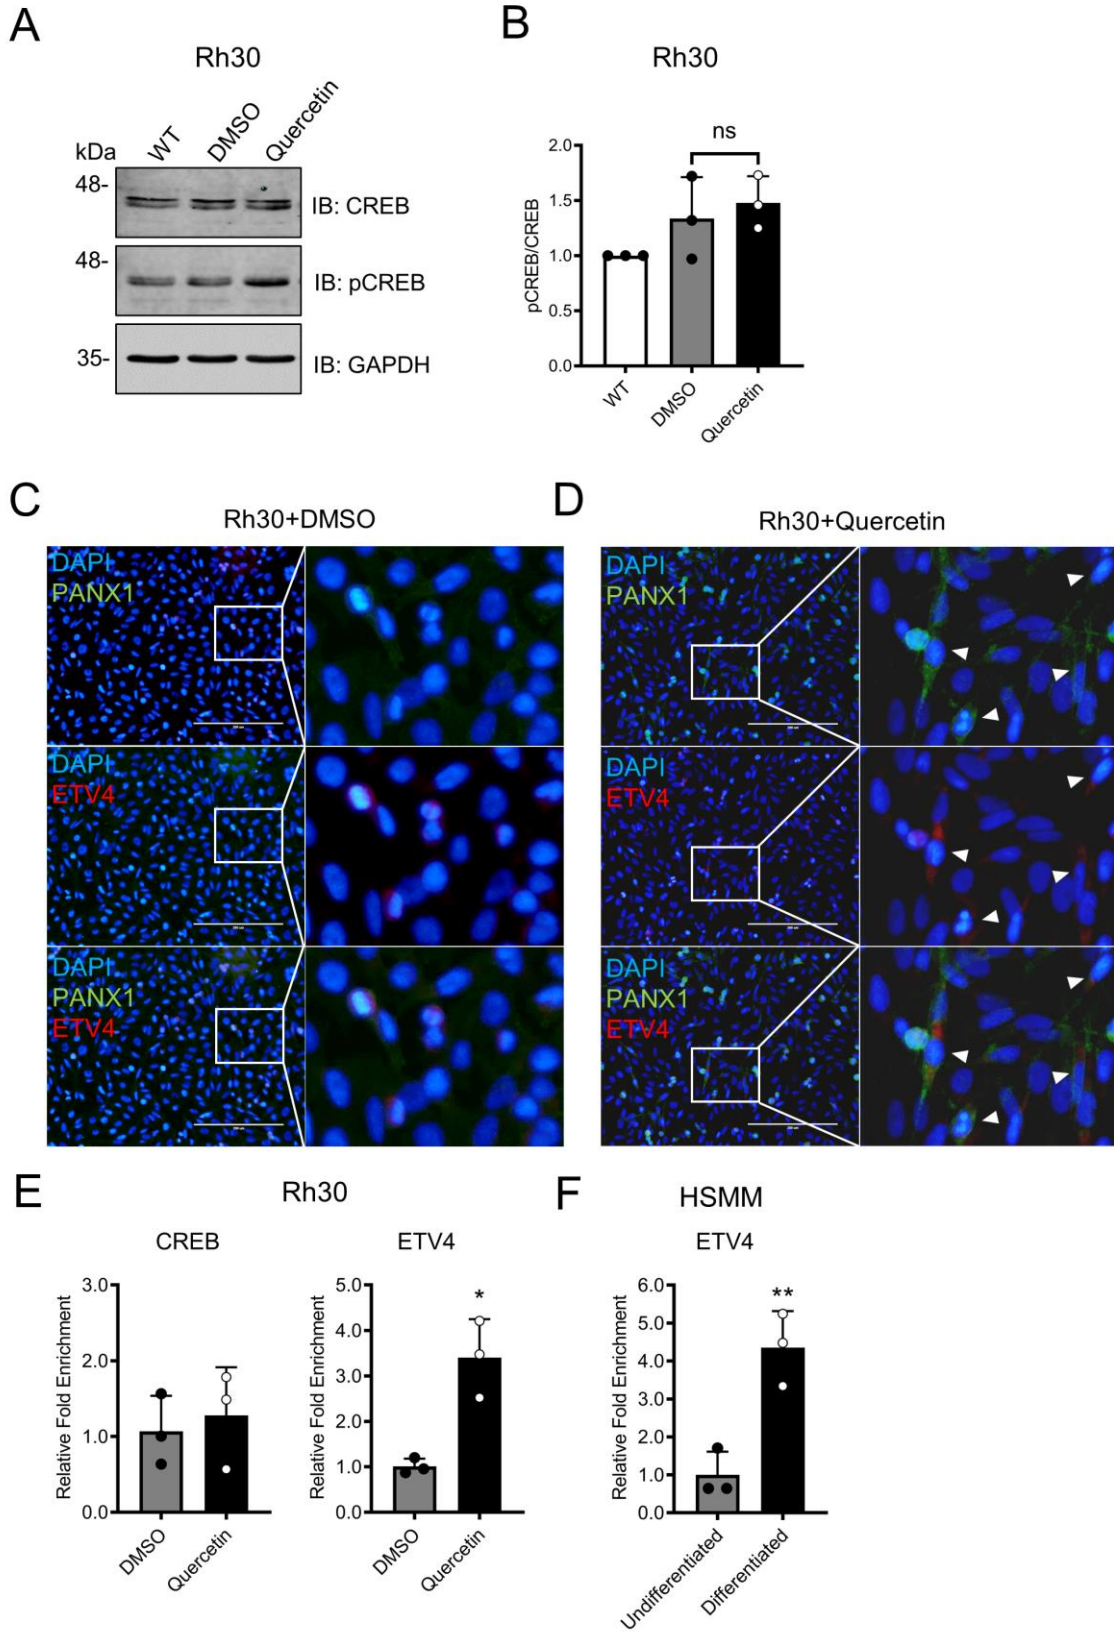 A
Rh30
WT
DMSO
Quercetin
kDa
48-
IB: CREB
48-
IB: pCREB
35-
IB: GAPDH
B
Rh30
ns
2.0
1.5
1.0
0.5
0.0
pCREB/CREB
WT
DMSO
Quercetin
C
Rh30+DMSO
DAPI
PANX1
DAPI
ETV4
DAPI
PANX1
ETV4
D
Rh30+Quercetin
DAPI
PANX1
DAPI
ETV4
DAPI
PANX1
ETV4
E
Rh30
CREB
Relative Fold Enrichment
3.0
2.0
1.0
0.0
DMSO
Quercetin
ETV4
Relative Fold Enrichment
5.0
4.0
3.0
2.0
1.0
0.0
*
DMSO
Quercetin
F
HSMM
ETV4
Relative Fold Enrichment
6.0
5.0
4.0
3.0
2.0
1.0
0.0
**
Undifferentiated
Differentiated